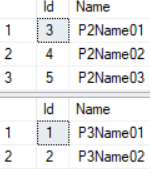 Id Name
1 3 P2Name01
2 4 P2Name02
3 5 P2Name03
Id Name
1 1 P3Name01
2 2 P3Name02